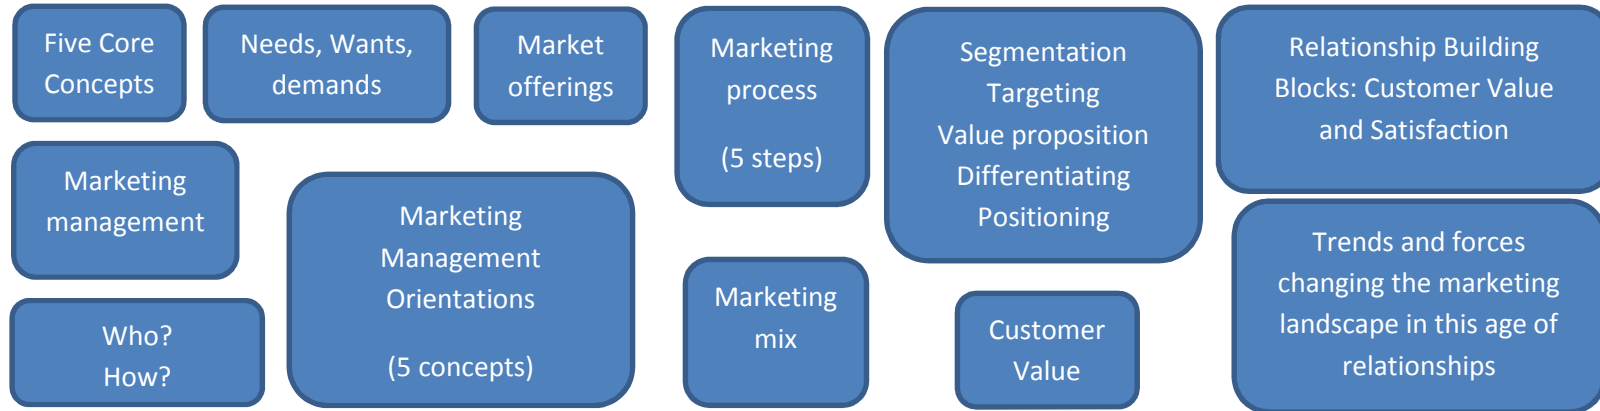 Five Core
Concepts
Needs, Wants,
demands
Market
offerings
Marketing
process
(5 steps)
Segmentation
Targeting
Value proposition
Differentiating
Positioning
Relationship Building
Blocks: Customer Value
and Satisfaction
Marketing
management
Marketing
Management
Orientations
(5 concepts)
Who?
How?
Marketing
mix
Customer
Value
Trends and forces
changing the marketing
landscape in this age of
relationships